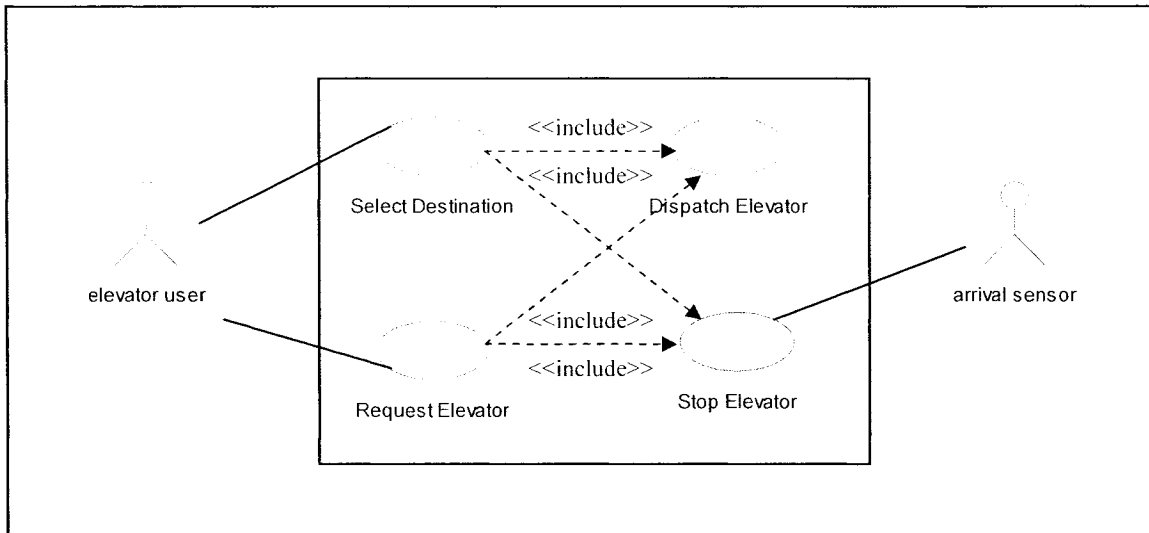 <<include>>
<<include>>
Select Destination
Dispatch Elevator
elevator user
arrival sensor
<<include>>
<<include>>
Request Elevator
Stop Elevator